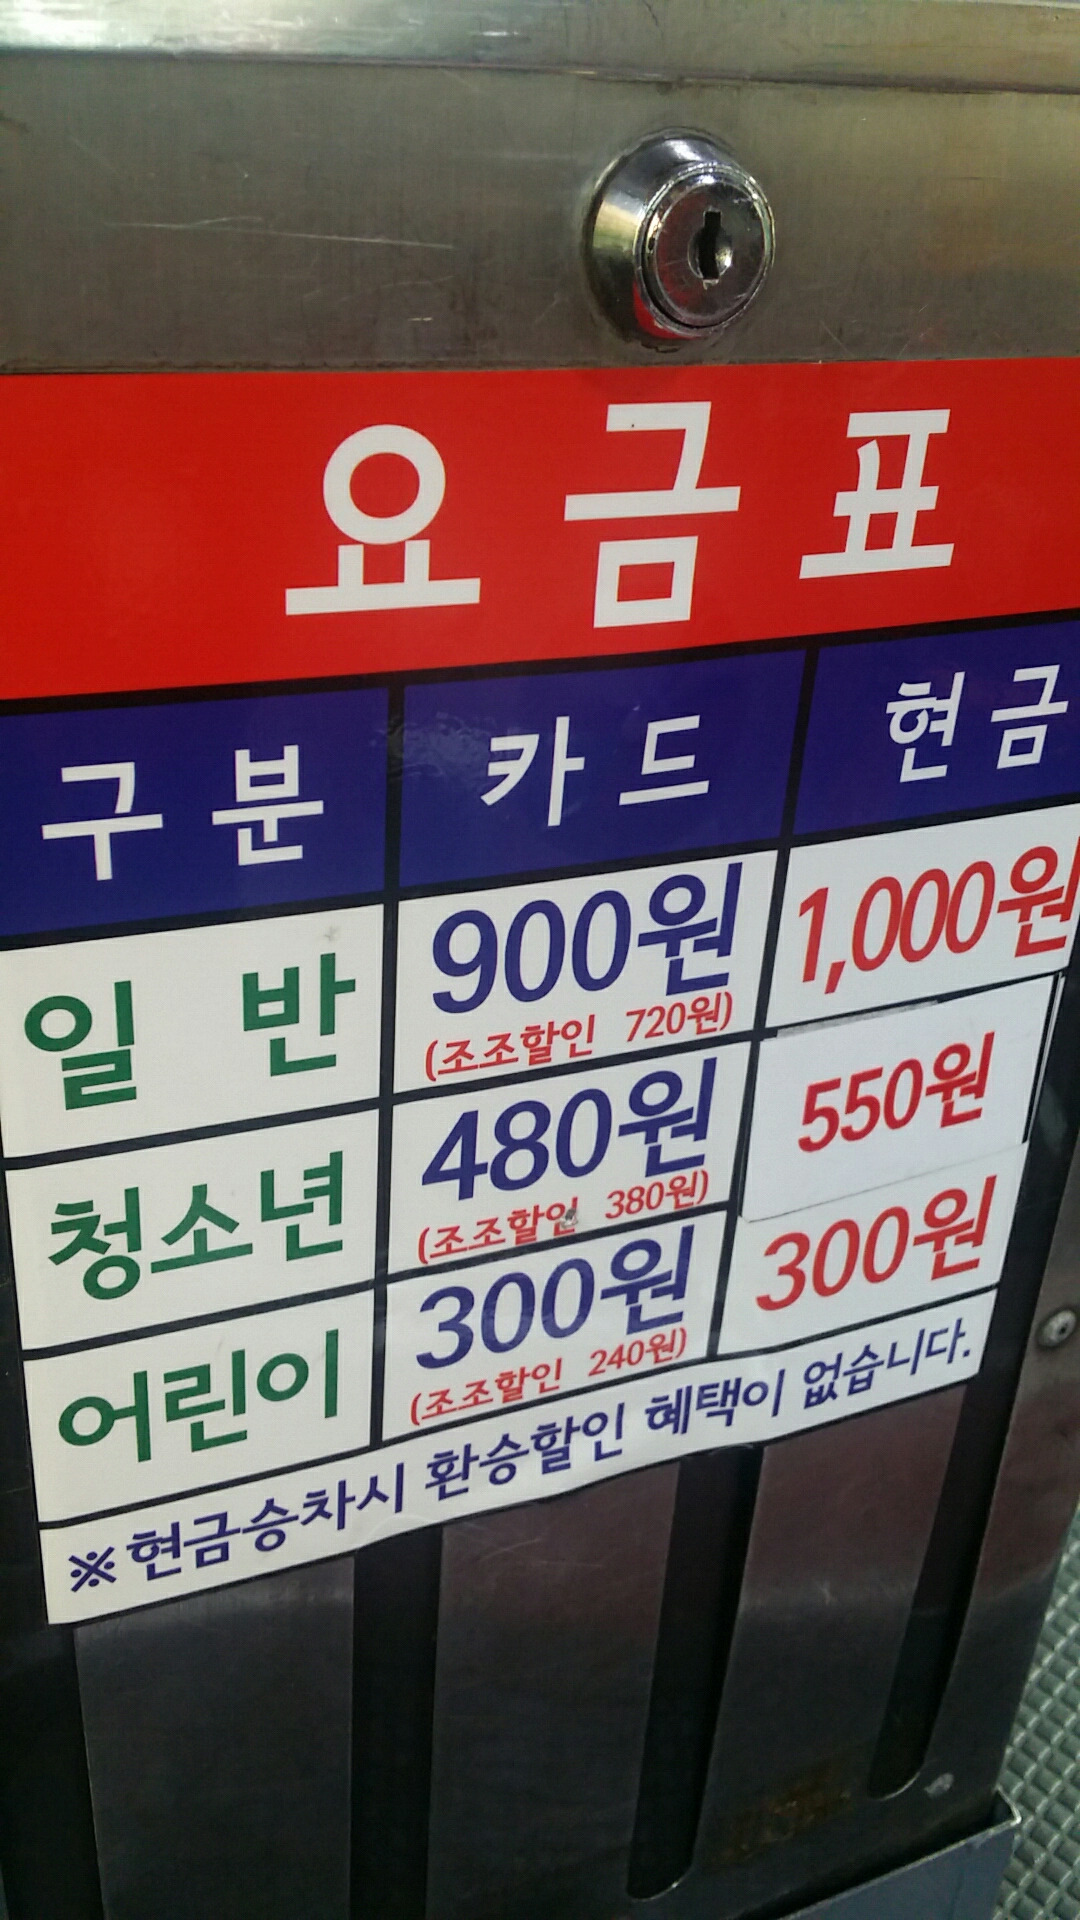 요금표
구분 카드 현금
일반 900원 1,000원
(조조할인 720원)
청소년 480원 550원
(조조할인 380원)
어린이 300원 300원
(조조할인 240원)
※현금승차시 환승할인 혜택이 없습니다.